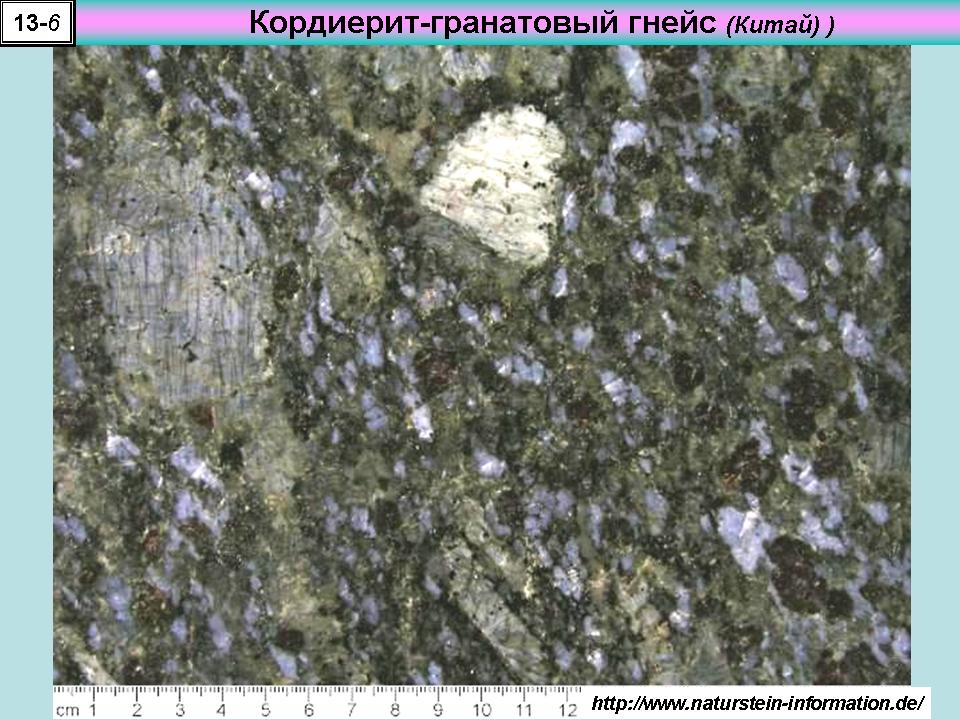 13-6
Кордиерит-гранатовый гнейс (Китай) )
cm 1 2 3 4 5 6 7 8 9 10 11 12
http://www.naturstein-information.de/